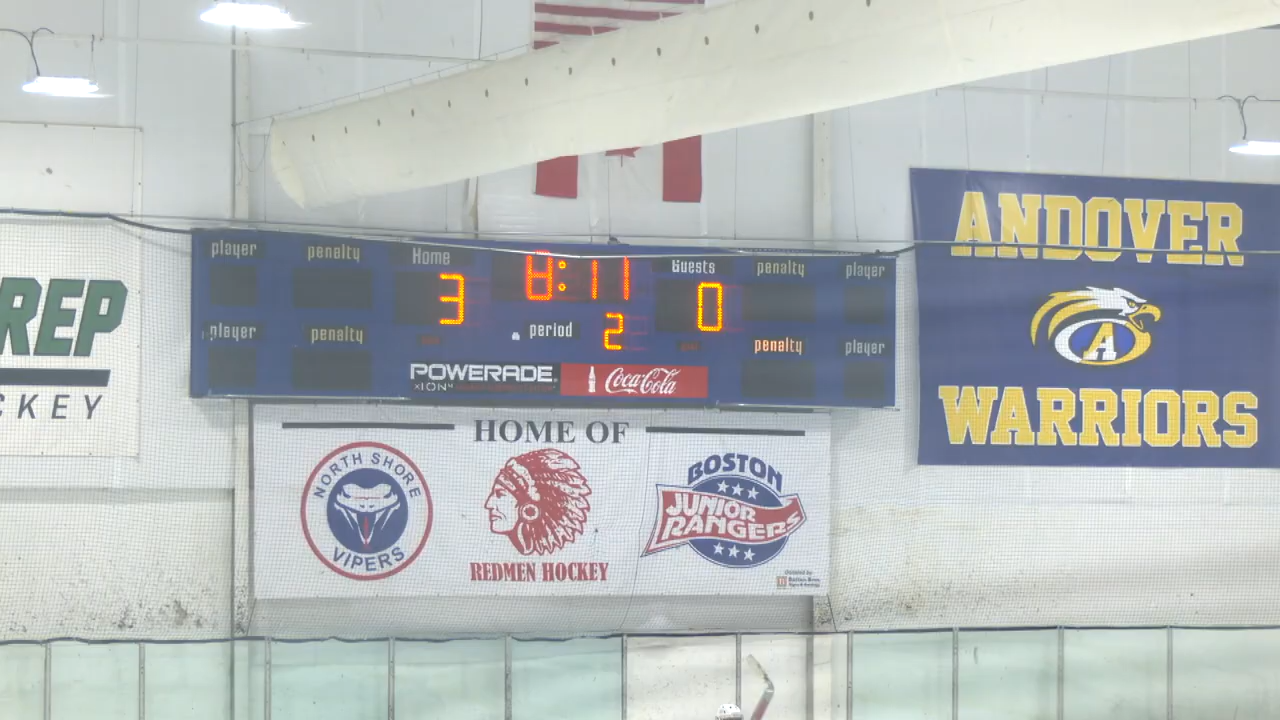 player penalty Home 8:11 Guests penalty player
3 0
player penalty period 2 penalty player
POWERADE Coca-Cola
XION4
REP
CKEY
ANDOVER
A
WARRIORS
HOME OF
NORTH SHORE
VIPERS
REDMEN HOCKEY
BOSTON
JUNIOR
RANGERS